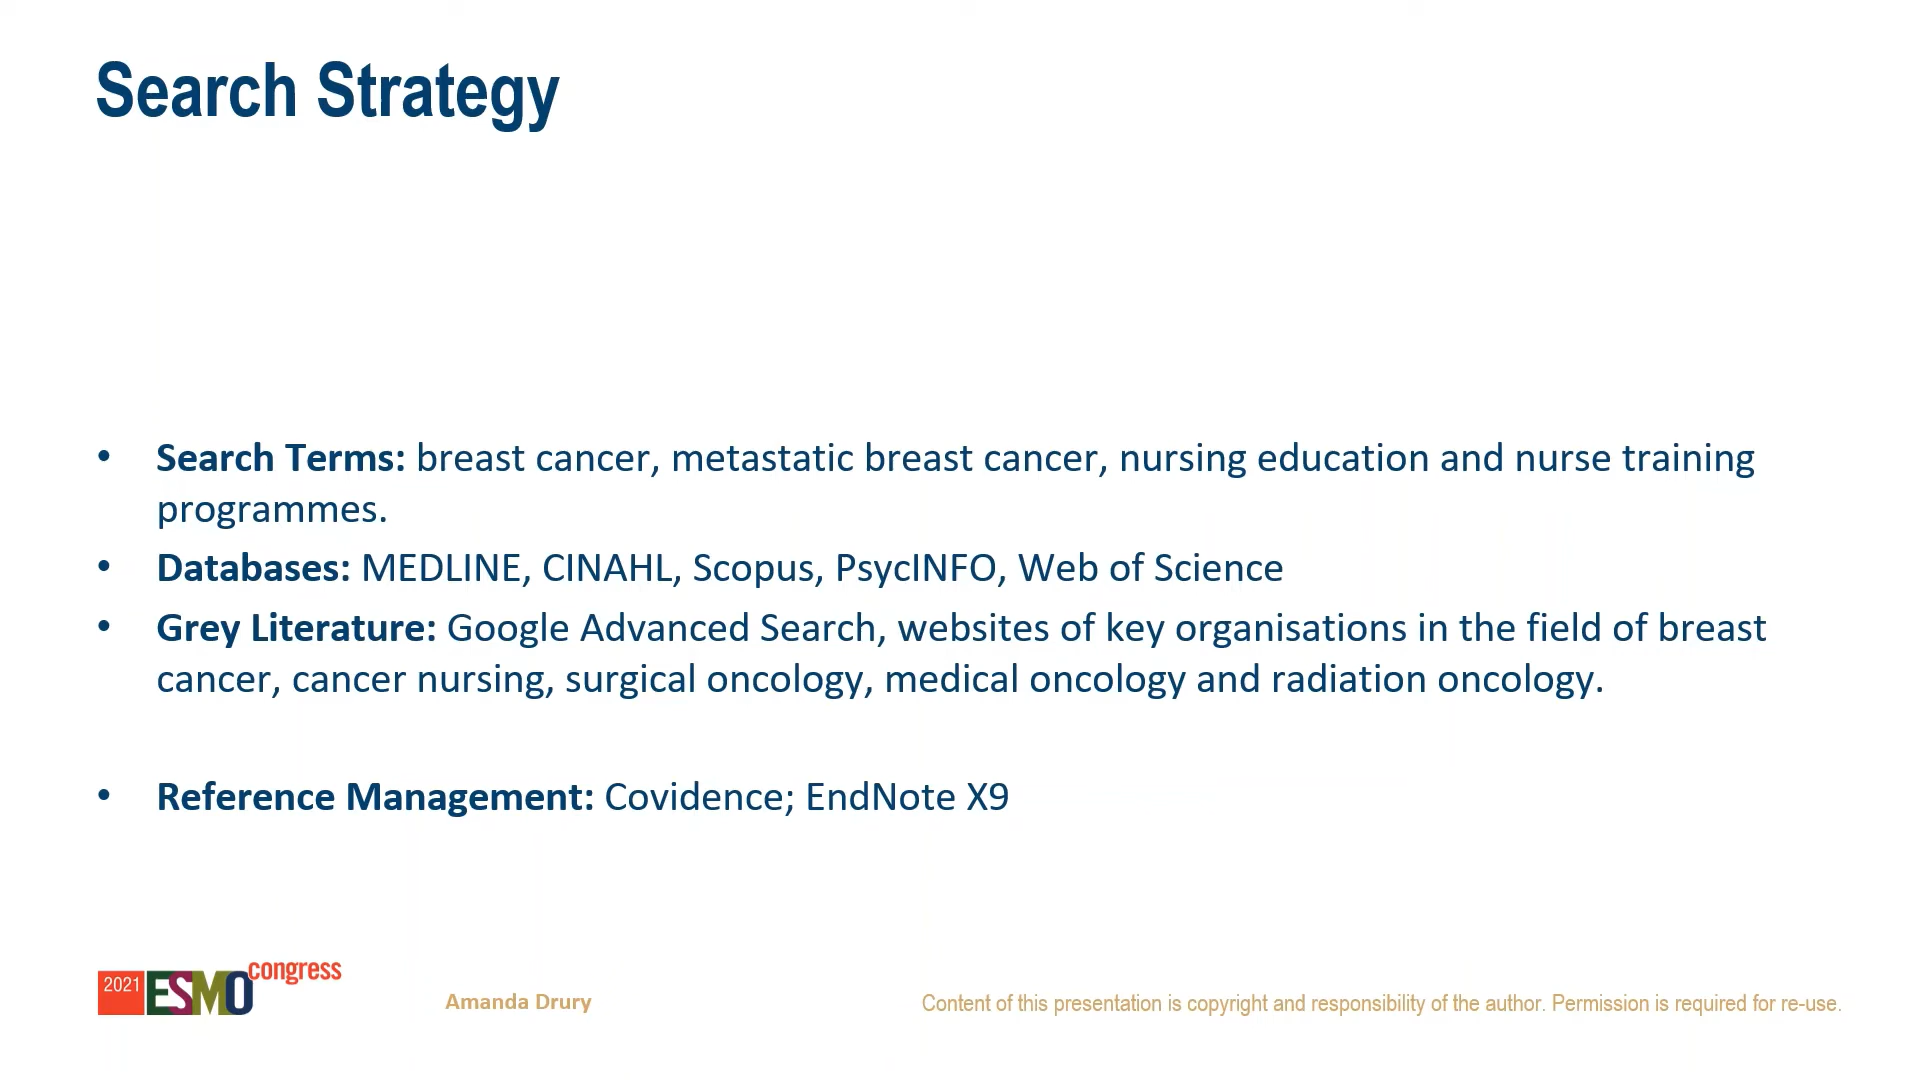 Search Strategy
• Search Terms: breast cancer, metastatic breast cancer, nursing education and nurse training
programmes.
• Databases: MEDLINE, CINAHL, Scopus, PsycINFO, Web of Science
• Grey Literature: Google Advanced Search, websites of key organisations in the field of breast
cancer, cancer nursing, surgical oncology, medical oncology and radiation oncology.
• Reference Management: Covidence; EndNote X9
2021 ESMO congress
Amanda Drury
Content of this presentation is copyright and responsibility of the author. Permission is required for re-use.